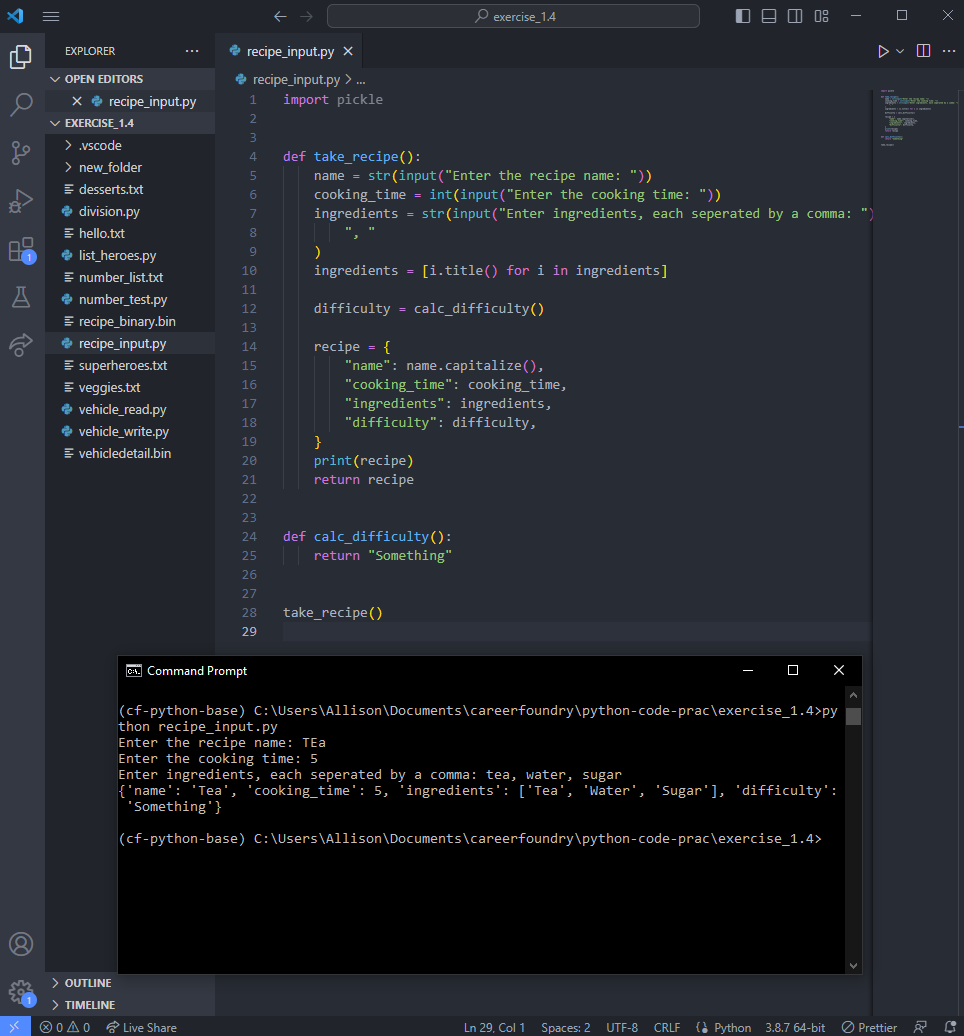 exercise_1.4
EXPLORER
OPEN EDITORS
recipe_input.py
EXERCISE_1.4
.vscode
new_folder
desserts.txt
division.py
hello.txt
list_heroes.py
number_list.txt
number_test.py
recipe_binary.bin
recipe_input.py
superheroes.txt
veggies.txt
vehicle_read.py
vehicle_write.py
vehicledetail.bin
OUTLINE
TIMELINE
1
1
recipe_input.py
recipe_input.py > ...
1 import pickle
2
3
4 def take_recipe():
5 name = str(input("Enter the recipe name: "))
6 cooking_time = int(input("Enter the cooking time: "))
7 ingredients = str(input("Enter ingredients, each seperated by a comma: ")
8 ", "
9 )
10 ingredients = [i.title() for i in ingredients]
11
12 difficulty = calc_difficulty()
13
14 recipe = {
15 "name": name.capitalize(),
16 "cooking_time": cooking_time,
17 "ingredients": ingredients,
18 "difficulty": difficulty,
19 }
20 print(recipe)
21 return recipe
22
23
24 def calc_difficulty():
25 return "Something"
26
27
28 take_recipe()
29
Command Prompt
(cf-python-base) C:\Users\Allison\Documents\careerfoundry\python-code-prac\exercise_1.4>py
thon recipe_input.py
Enter the recipe name: TEa
Enter the cooking time: 5
Enter ingredients, each seperated by a comma: tea, water, sugar
{'name': 'Tea', 'cooking_time': 5, 'ingredients': ['Tea', 'Water', 'Sugar'], 'difficulty':
'Something'}
(cf-python-base) C:\Users\Allison\Documents\careerfoundry\python-code-prac\exercise_1.4>
0 0 Live Share Ln 29, Col 1 Spaces: 2 UTF-8 CRLF Python 3.8.7 64-bit Prettier